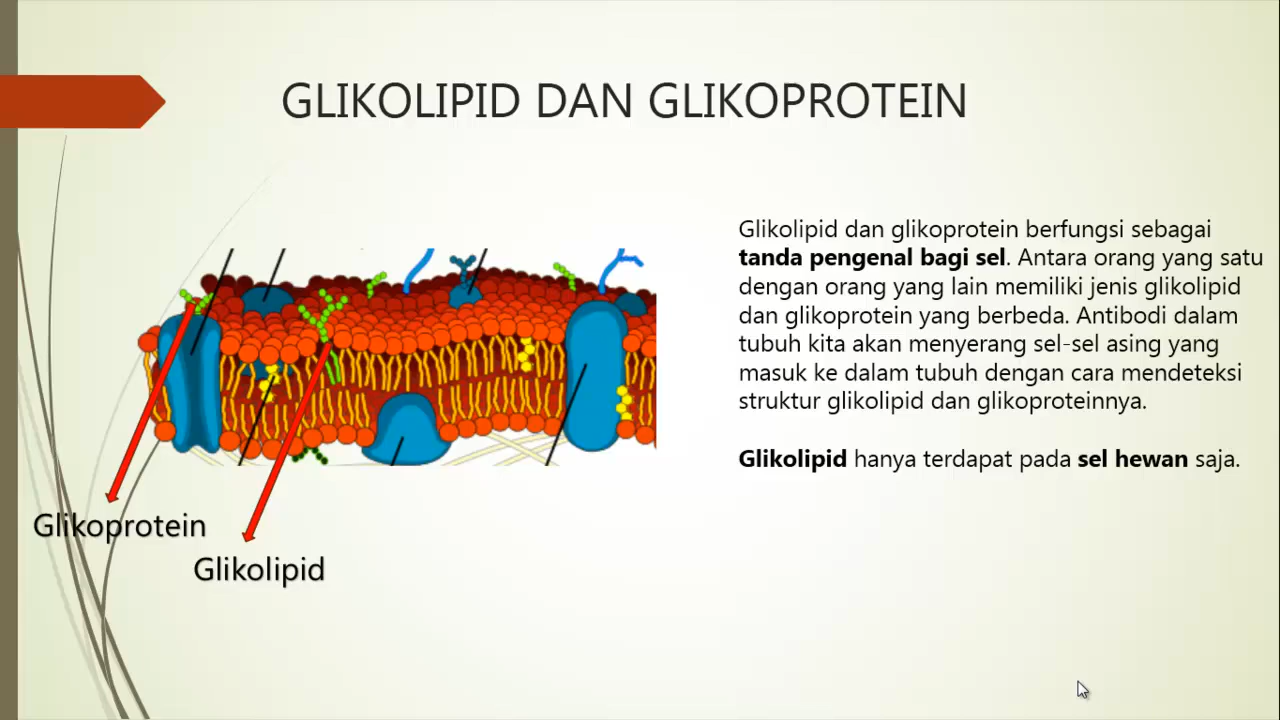 GLIKOLIPID DAN GLIKOPROTEIN
Glikolipid dan glikoprotein berfungsi sebagai
tanda pengenal bagi sel. Antara orang yang satu
dengan orang yang lain memiliki jenis glikolipid
dan glikoprotein yang berbeda. Antibodi dalam
tubuh kita akan menyerang sel-sel asing yang
masuk ke dalam tubuh dengan cara mendeteksi
struktur glikolipid dan glikoproteinnya.
Glikolipid hanya terdapat pada sel hewan saja.
Glikoprotein
Glikolipid